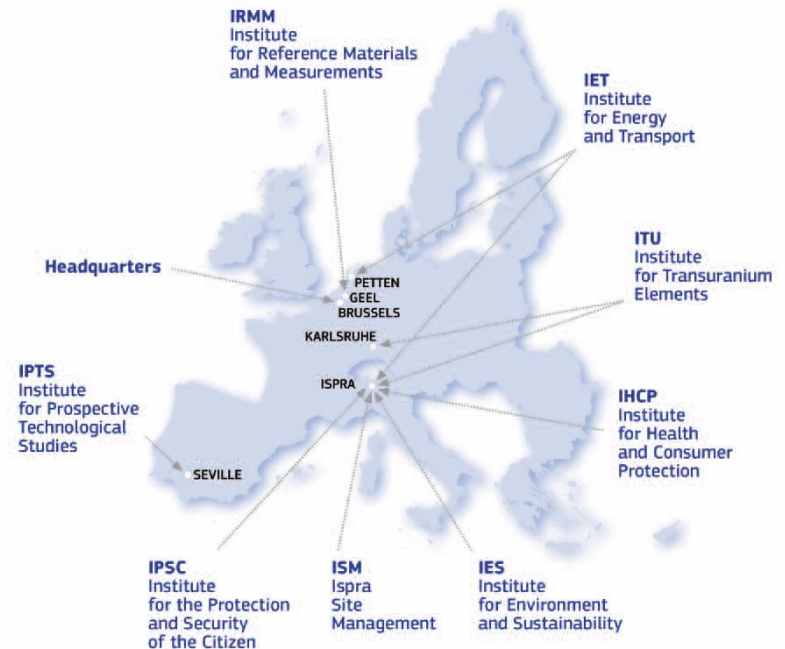 IRMM
Institute
for Reference Materials
and Measurements
IET
Institute
for Energy
and Transport
ITU
Institute
for Transuranium
Elements
Headquarters
PETTEN
GEEL
BRUSSELS
KARLSRUHE
ISPRA
IPTS
Institute
for Prospective
Technological
Studies
SEVILLE
IHCP
Institute
for Health
and Consumer
Protection
IPSC
Institute
for the Protection
and Security
of the Citizen
ISM
Ispra
Site
Management
IES
Institute
for Environment
and Sustainability